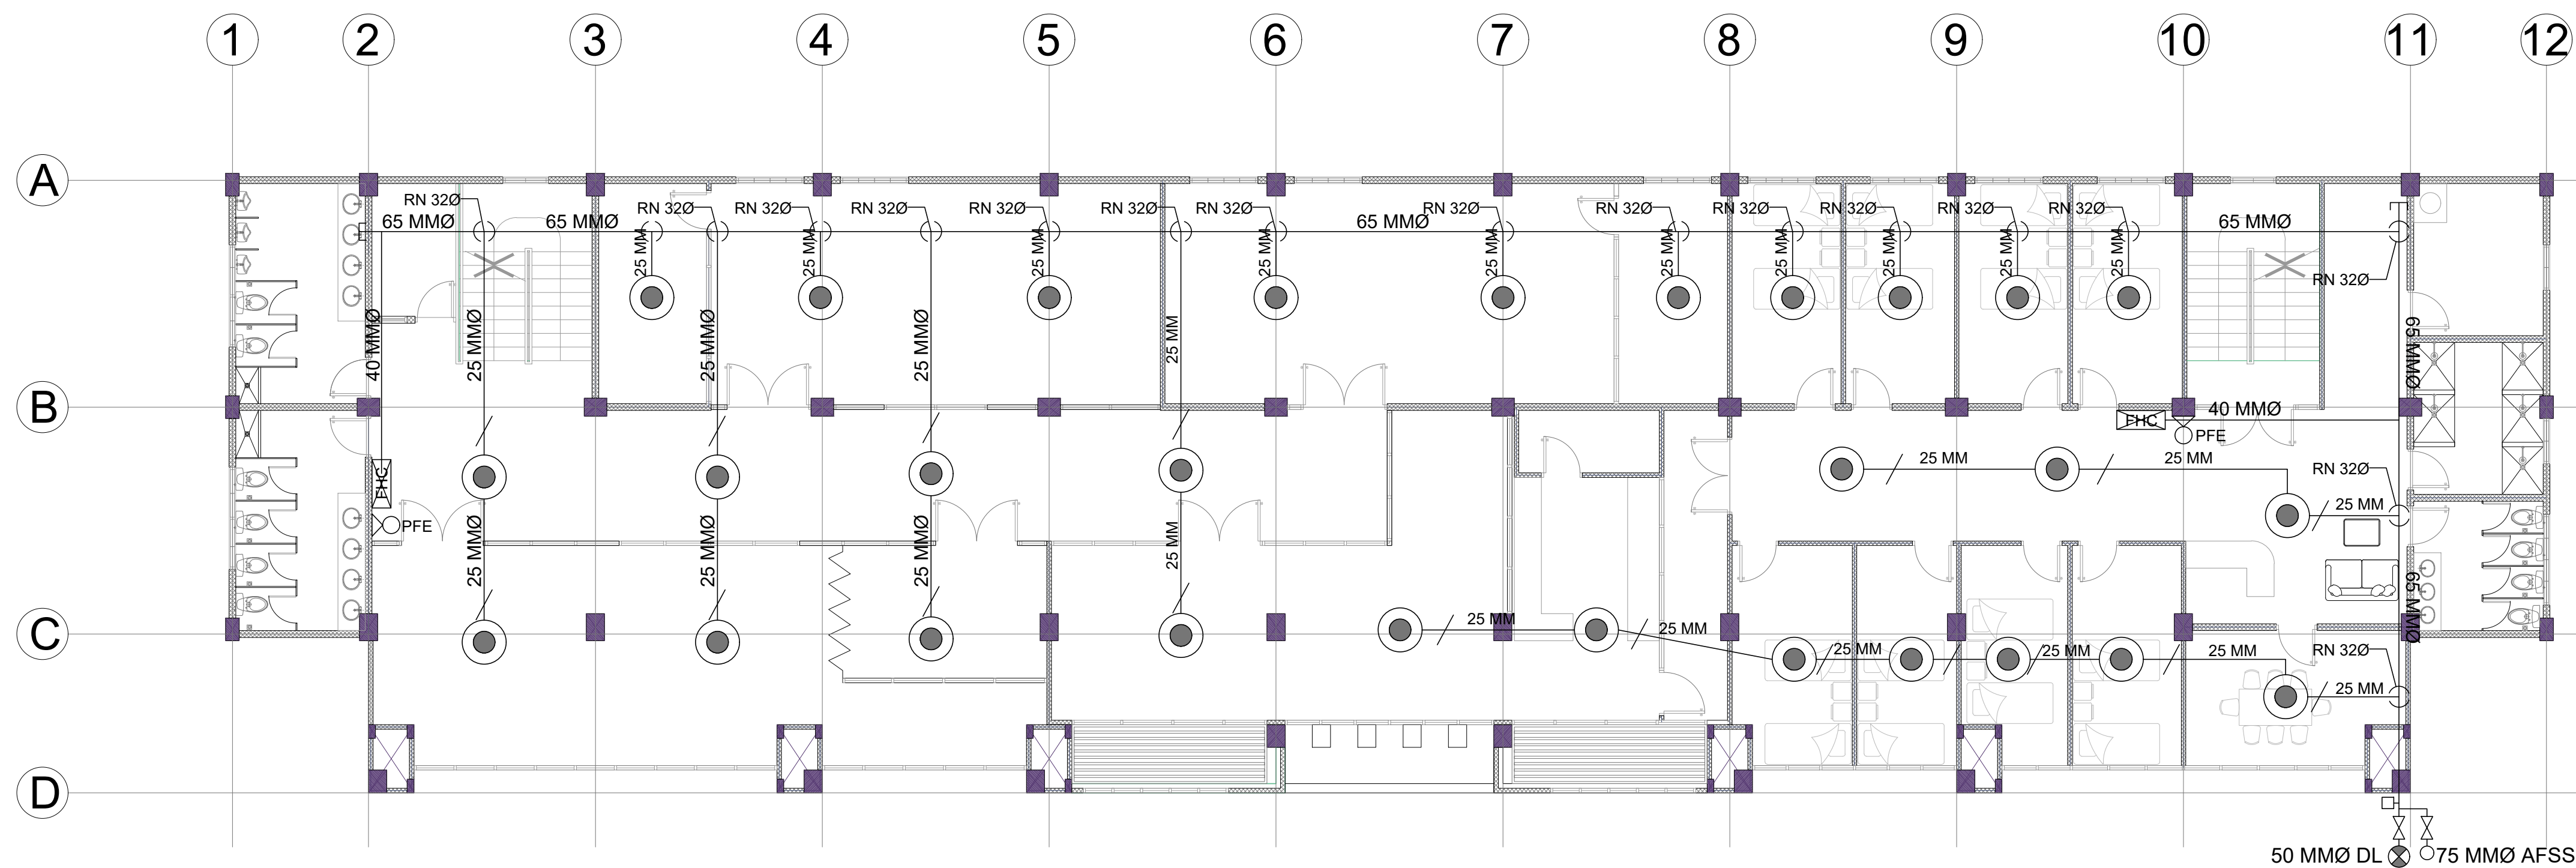 1 2 3 4 5 6 7 8 9 10 11 12
A
RN 32Ø RN 32Ø RN 32Ø RN 32Ø RN 32Ø RN 32Ø RN 32Ø RN 32Ø RN 32Ø RN 32Ø RN 32Ø RN 32Ø RN 32Ø
65 MMØ 65 MMØ 65 MMØ 65 MMØ
25 MM 25 MM 25 MM 25 MM 25 MM 25 MM 25 MM 25 MM 25 MM 25 MM
RN 32Ø
40 MMØ 25 MMØ 25 MMØ 25 MMØ 25 MM 65 MMØ
B
FHC 40 MMØ
PFE
25 MM 25 MM RN 32Ø
FHC
25 MM
PFE
25 MMØ 25 MMØ 25 MMØ 25 MM
65 MMØ
C
25 MM 25 MM
25 MM 25 MM 25 MM RN 32Ø
25 MM
D
50 MMØ DL 75 MMØ AFSS